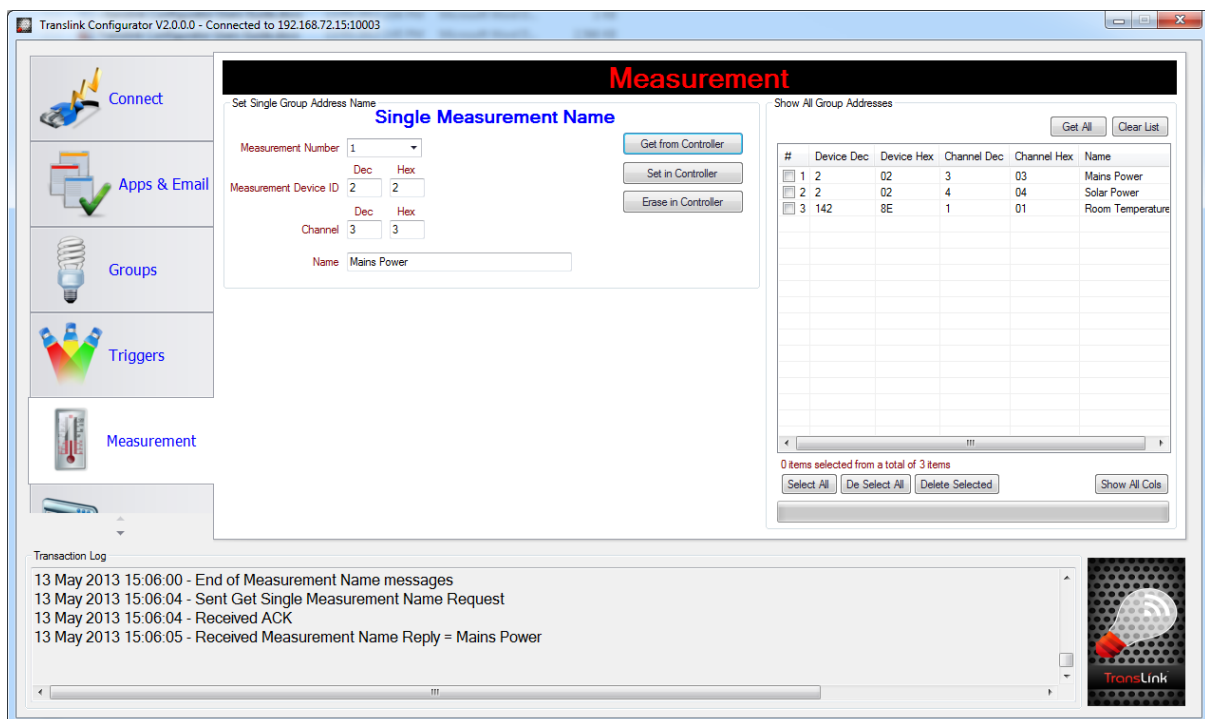 Translink Configurator V2.0.0.0 - Connected to 192.168.72.15:10003
Connect
Apps & Email
Groups
Triggers
Measurement
Measurement
Set Single Group Address Name
Single Measurement Name
Measurement Number 1
Dec Hex
Measurement Device ID 2 2
Dec Hex
Channel 3 3
Name Mains Power
Get from Controller
Set in Controller
Erase in Controller
Show All Group Addresses
Get All Clear List
# Device Dec Device Hex Channel Dec Channel Hex Name
1 2 02 3 03 Mains Power
2 2 02 4 04 Solar Power
3 142 8E 1 01 Room Temperature
0 items selected from a total of 3 items
Select All De Select All Delete Selected Show All Cols
Transaction Log
13 May 2013 15:06:00 - End of Measurement Name messages
13 May 2013 15:06:04 - Sent Get Single Measurement Name Request
13 May 2013 15:06:04 - Received ACK
13 May 2013 15:06:05 - Received Measurement Name Reply = Mains Power
TransLink